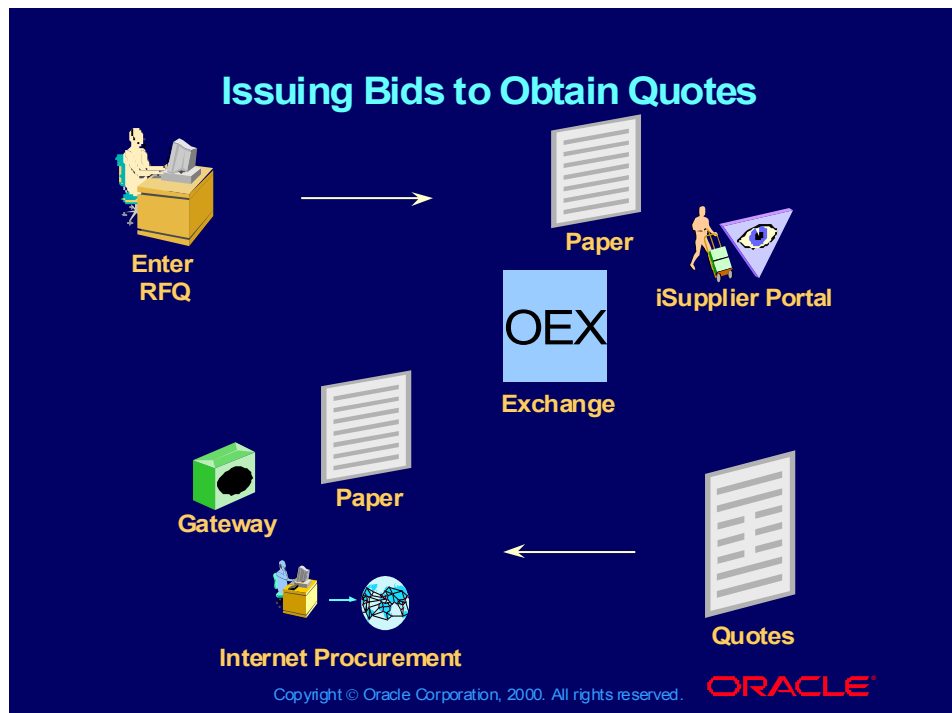 Issuing Bids to Obtain Quotes
Paper
Enter
RFQ
iSupplier Portal
OEX
Exchange
Paper
Gateway
Quotes
Internet Procurement
Copyright © Oracle Corporation, 2000. All rights reserved.
ORACLE®